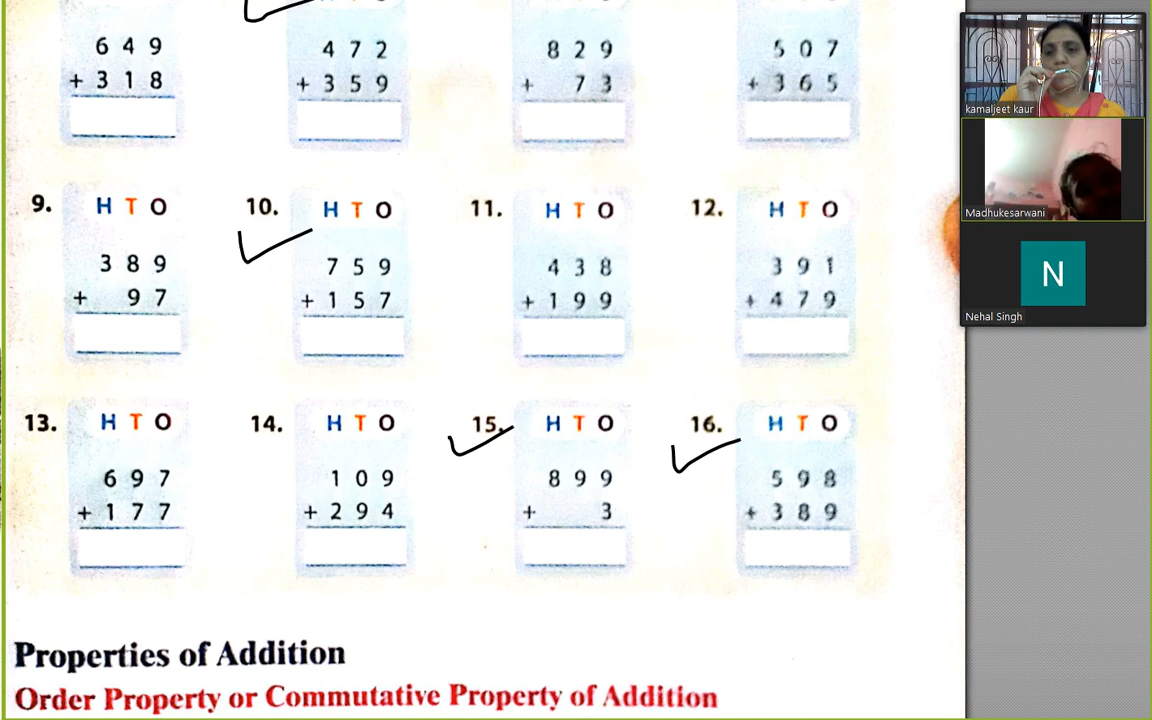 6 4 9
+ 3 1 8
4 7 2
+ 3 5 9
8 2 9
+ 7 3
5 0 7
+ 3 6 5
9. H T O
3 8 9
+ 9 7
10. H T O
7 5 9
+ 1 5 7
11. H T O
4 3 8
+ 1 9 9
12. H T O
3 9 1
+ 4 7 9
13. H T O
6 9 7
+ 1 7 7
14. H T O
1 0 9
+ 2 9 4
15. H T O
8 9 9
+ 3
16. H T O
5 9 8
+ 3 8 9
Properties of Addition
Order Property or Commutative Property of Addition
kamaljeet kaur
Madhukesarwani
N
Nehal Singh